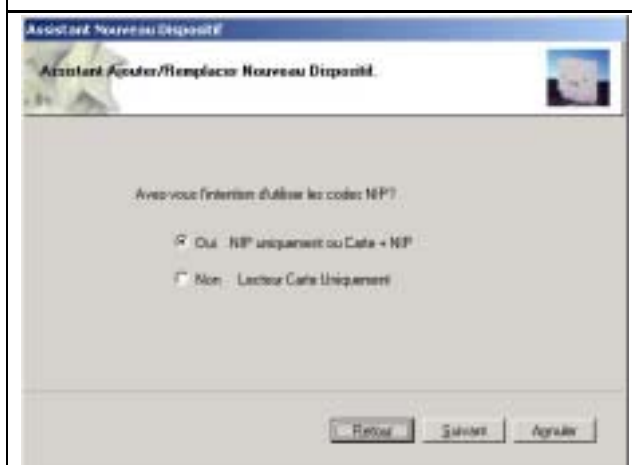 Assistant Nouveau Dispositif
Assistant Ajouter/Remplacer Nouveau Dispositif.
Avez-vous l'intention d'utiliser les codes NIP?
Oui NIP uniquement ou Carte + NIP
Non Lecteur Carte Uniquement
Retour Suivant Agnuler